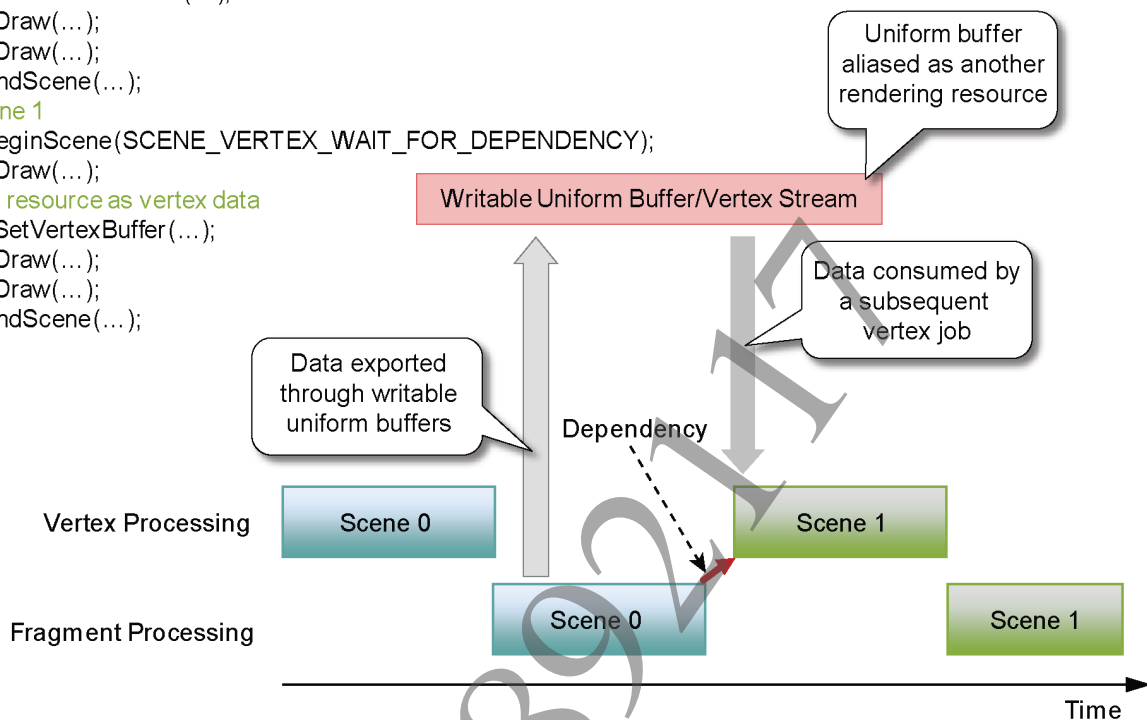 Draw(...);
Draw(...);
ndScene(...);
ne 1
eginScene(SCENE_VERTEX_WAIT_FOR_DEPENDENCY);
Draw(...);
resource as vertex data
SetVertexBuffer(...);
Draw(...);
Draw(...);
ndScene(...);
Uniform buffer
aliased as another
rendering resource
Writable Uniform Buffer/Vertex Stream
Data consumed by
a subsequent
vertex job
Data exported
through writable
uniform buffers
Dependency
Vertex Processing
Scene 0
Scene 1
Fragment Processing
Scene 0
Scene 1
Time
392117